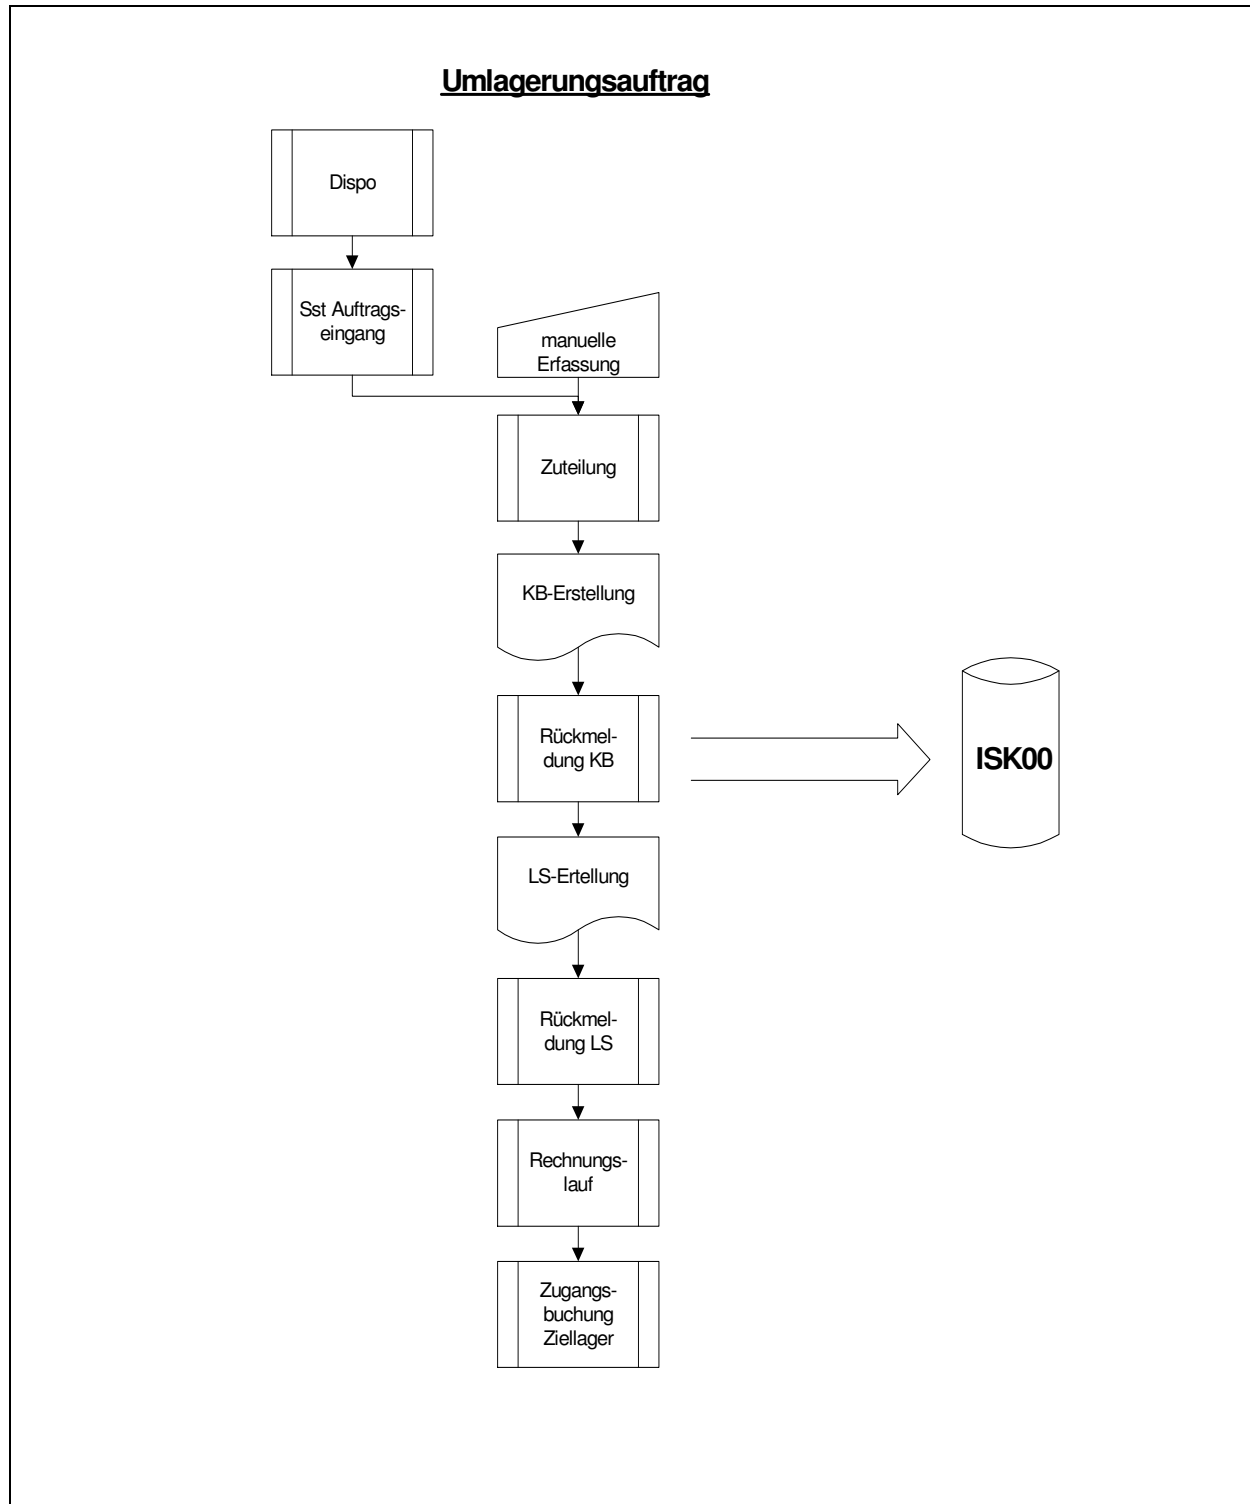 Umlagerungsauftrag
Dispo
Sst Auftrags-
eingang
manuelle
Erfassung
Zuteilung
KB-Erstellung
Rückmel-
dung KB
ISK00
LS-Ertellung
Rückmel-
dung LS
Rechnungs-
lauf
Zugangs-
buchung
Ziellager